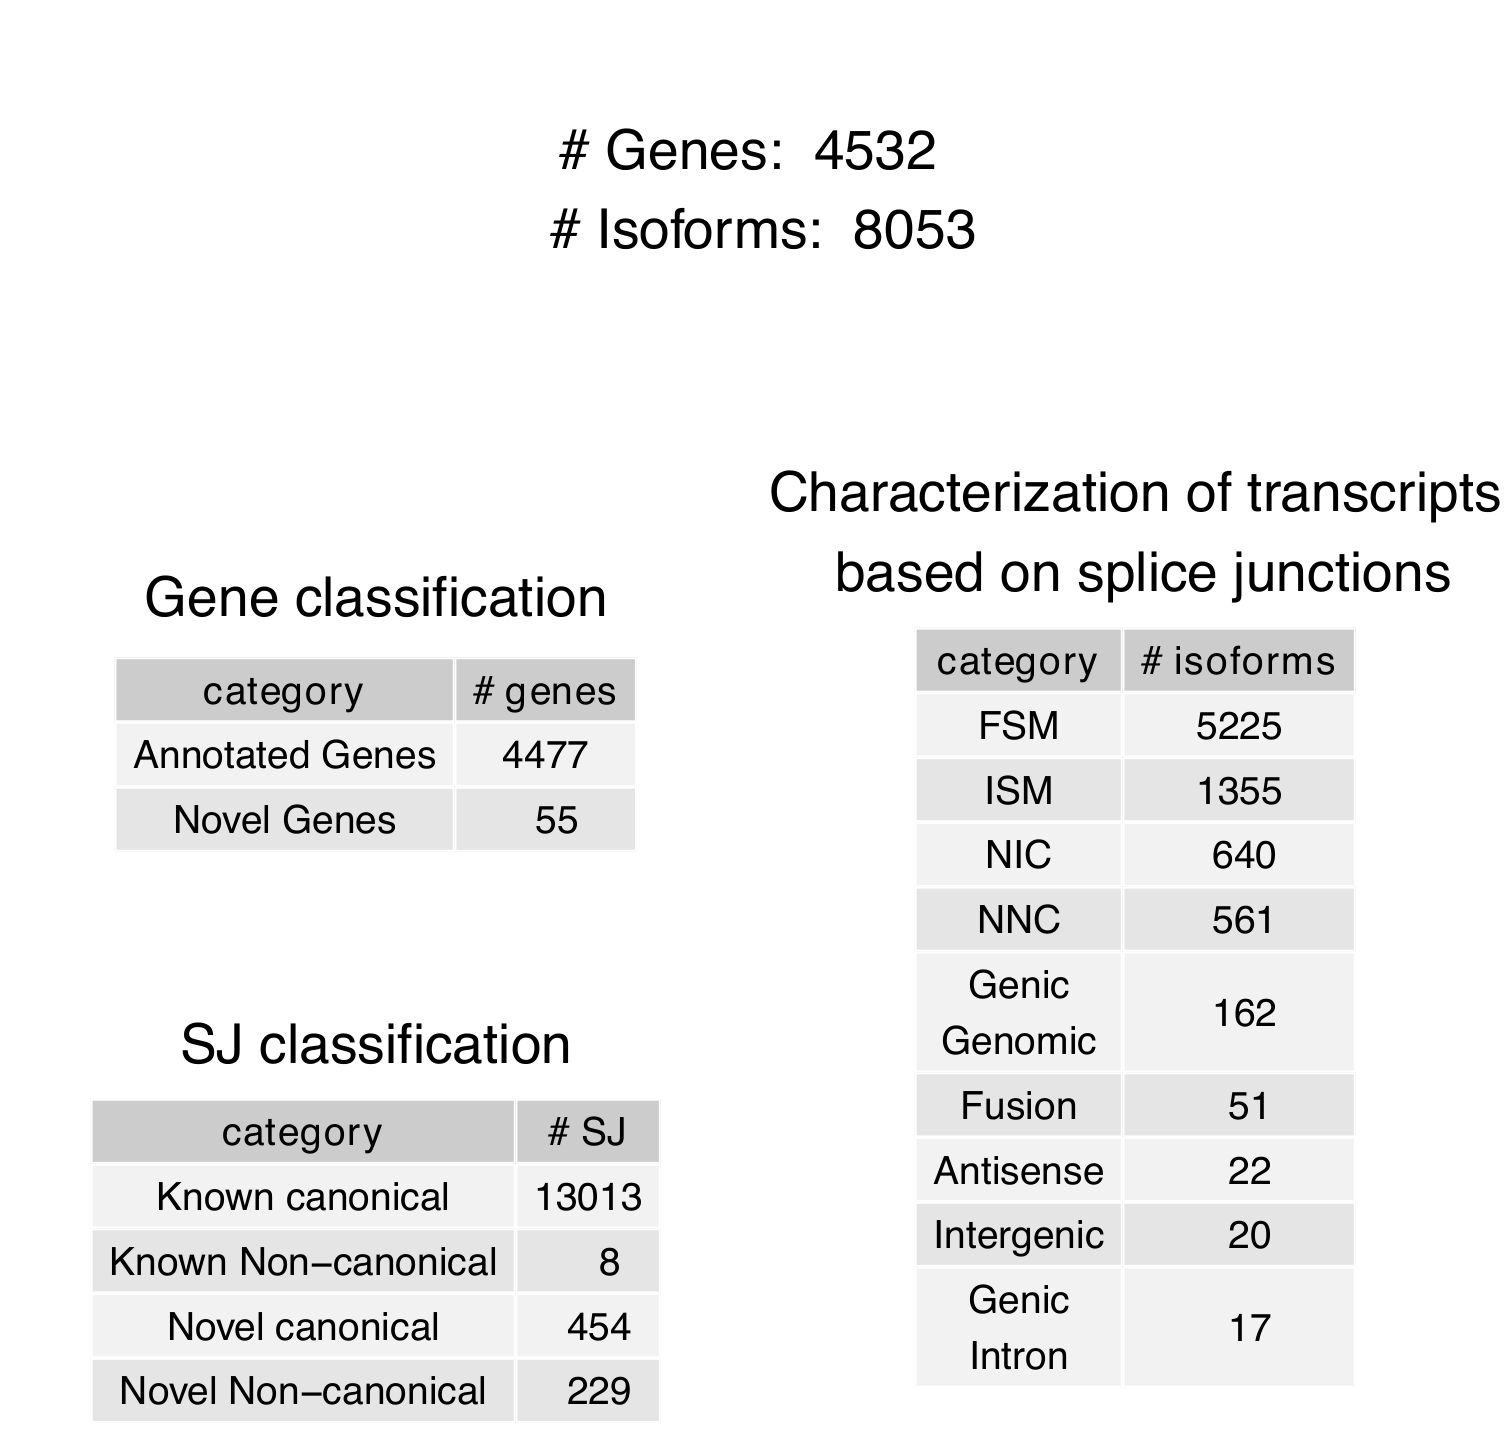 # Genes: 4532
# Isoforms: 8053
Gene classification
category # genes
Annotated Genes 4477
Novel Genes 55
SJ classification
category # SJ
Known canonical 13013
Known Non−canonical 8
Novel canonical 454
Novel Non−canonical 229
Characterization of transcripts
based on splice junctions
category # isoforms
FSM 5225
ISM 1355
NIC 640
NNC 561
Genic
Genomic 162
Fusion 51
Antisense 22
Intergenic 20
Genic
Intron 17